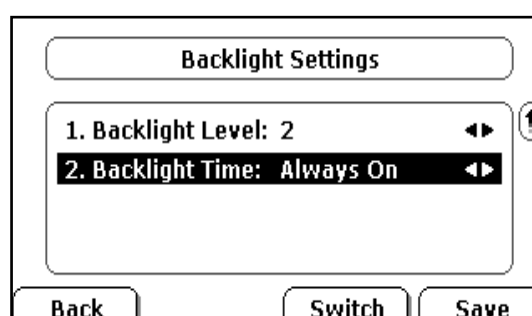 Backlight Settings
1. Backlight Level: 2
2. Backlight Time: Always On
Back Switch Save